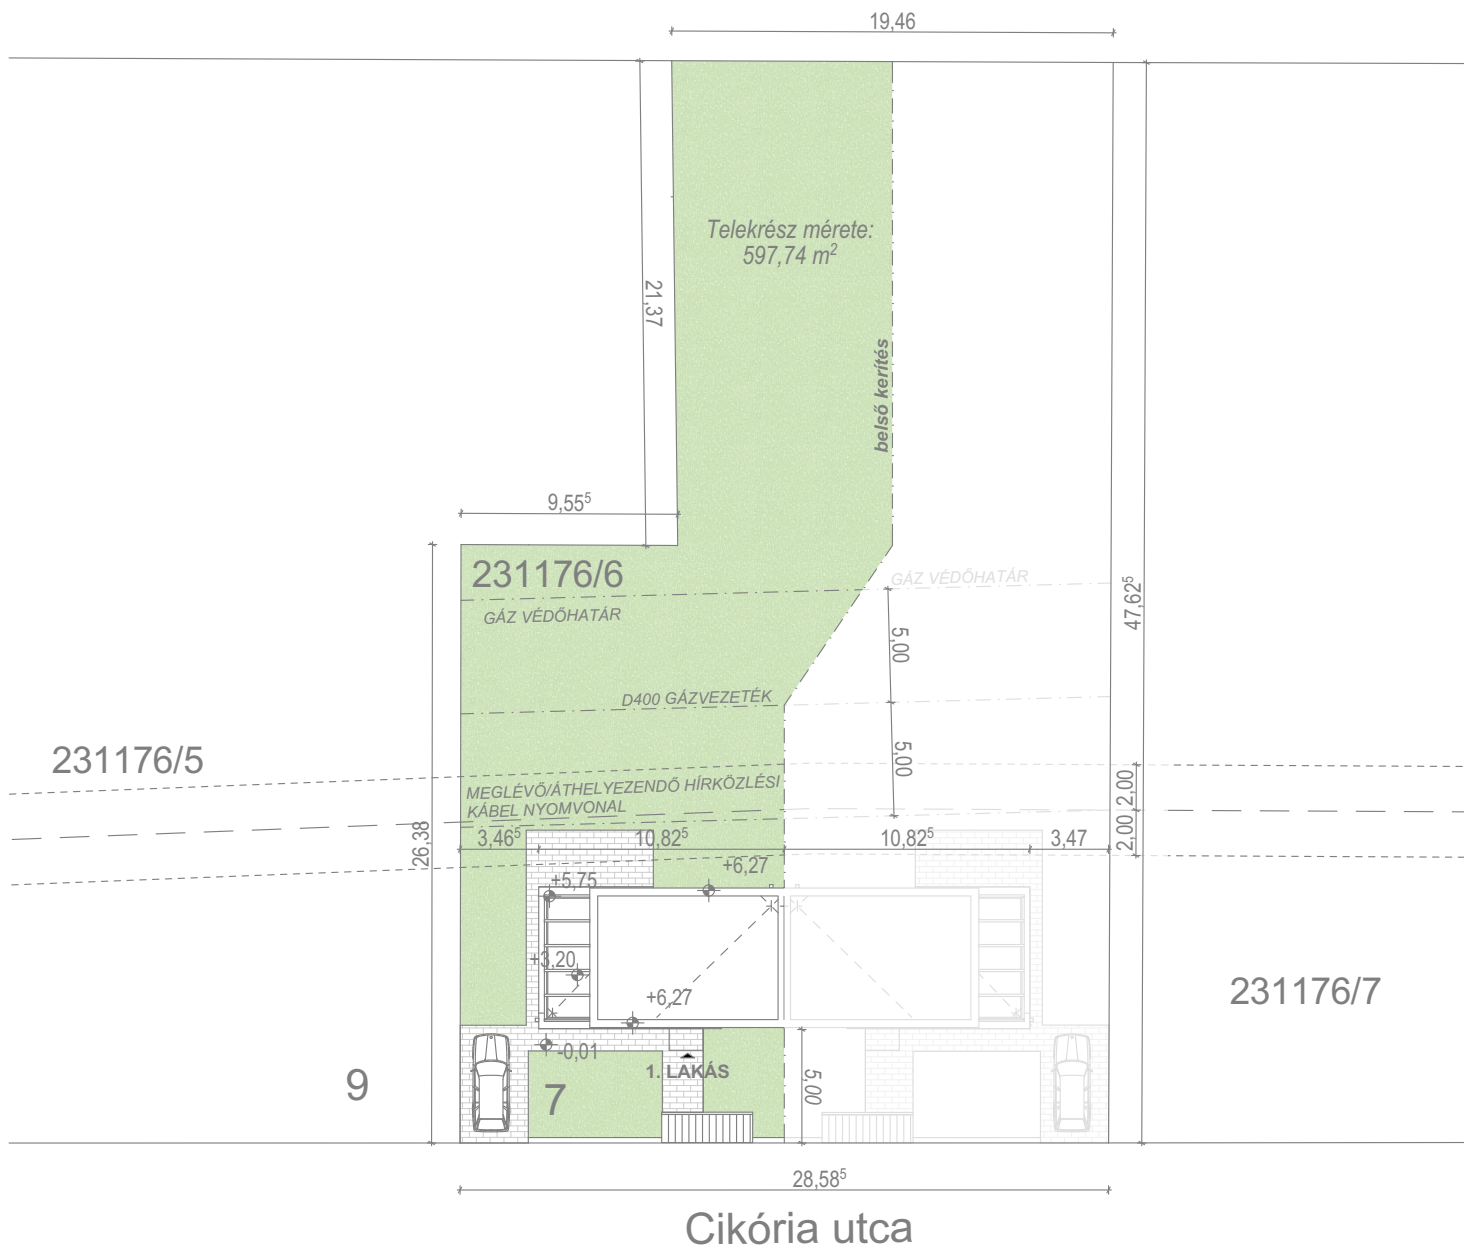 19,46
Telekrész mérete:
597,74 m²
21,37
belső kerítés
9,55⁵
231176/6
GÁZ VÉDŐHATÁR
GÁZ VÉDŐHATÁR
47,62⁵
5,00
D400 GÁZVEZETÉK
231176/5
5,00
MEGLÉVŐ/ÁTHELYEZENDŐ HÍRKÖZLÉSI
KÁBEL NYOMVONAL
2,00
2,00
26,38
3,46⁵
10,82⁵
10,82⁵
3,47
+6,27
+5,75
+3,20
+6,27
231176/7
-0,01
1. LAKÁS
5,00
9
7
28,58⁵
Cikória utca